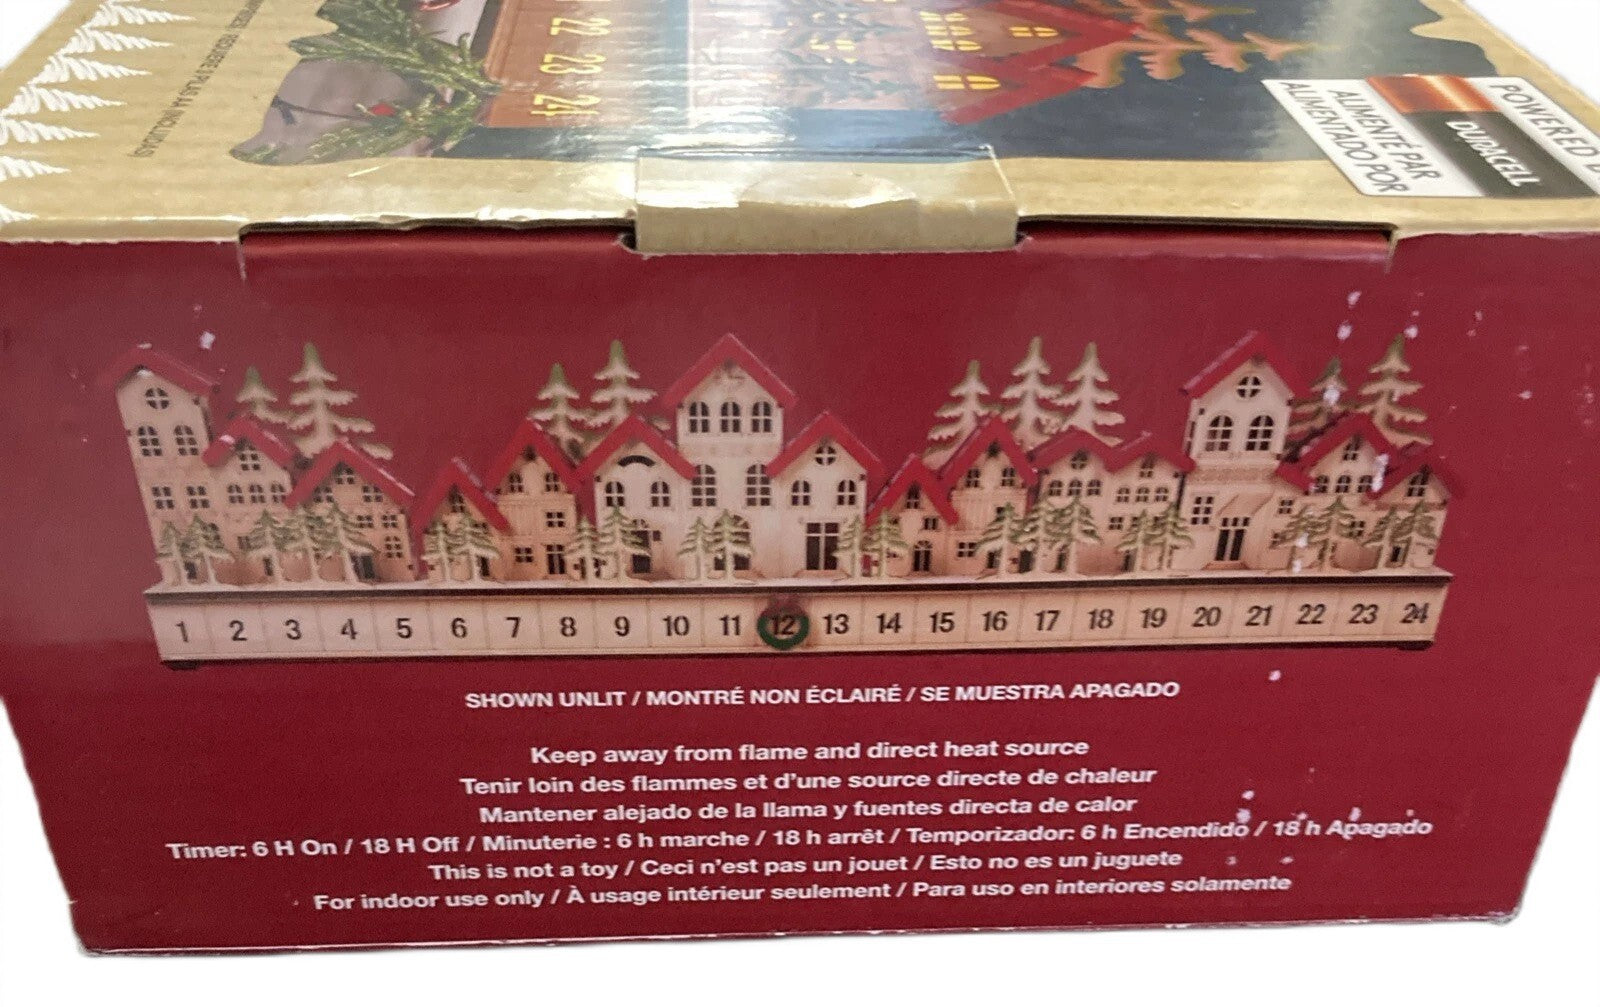 22 23 24
POWERED
ALIMENTÉ PAR
ALIMENTADO POR
DURACELL
1 2 3 4 5 6 7 8 9 10 11 12 13 14 15 16 17 18 19 20 21 22 23 24
SHOWN UNLIT / MONTRÉ NON ÉCLAIRÉ / SE MUESTRA APAGADO
Keep away from flame and direct heat source
Tenir loin des flammes et d'une source directe de chaleur
Mantener alejado de la llama y fuentes directa de calor
Timer: 6 H On / 18 H Off / Minuterie : 6 h marche / 18 h arrêt / Temporizador: 6 h Encendido / 18 h Apagado
This is not a toy / Ceci n'est pas un jouet / Esto no es un juguete
For indoor use only / À usage intérieur seulement / Para uso en interiores solamente